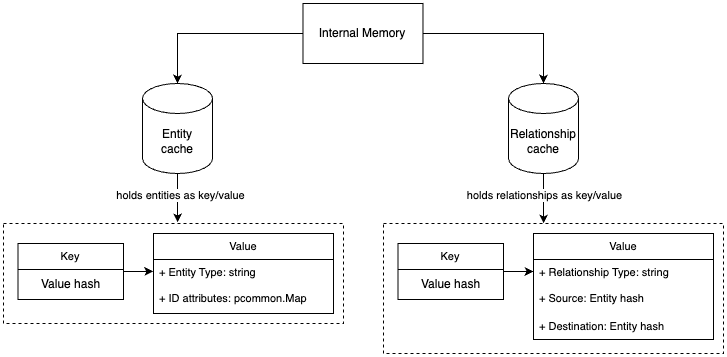 Internal Memory
Entity
cache
Relationship
cache
holds entities as key/value
holds relationships as key/value
Key
Value hash
Value
+ Entity Type: string
+ ID attributes: pcommon.Map
Key
Value hash
Value
+ Relationship Type: string
+ Source: Entity hash
+ Destination: Entity hash